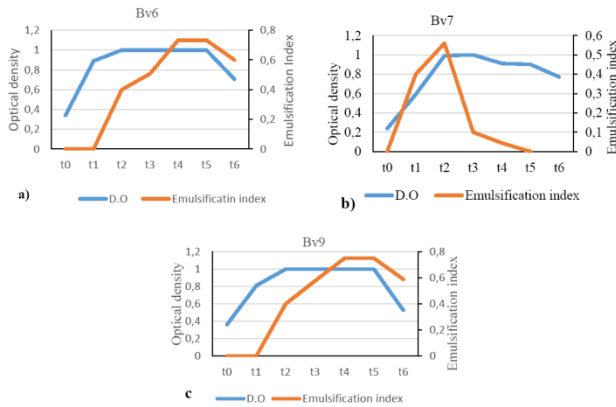 Bv6
Optical density
1,2
1
0,8
0,6
0,4
0,2
0
0,8
0,6
0,4
0,2
0
Emulsification Index
t0 t1 t2 t3 t4 t5 t6
a)
D.O Emulsificatin index
Bv7
Optical density
1,2
1
0,8
0,6
0,4
0,2
0
0,6
0,5
0,4
0,3
0,2
0,1
0
Emulsification Index
t0 t1 t2 t3 t4 t5 t6
b)
D.O Emulsification index
Bv9
Optical density
1,2
1
0,8
0,6
0,4
0,2
0
0,8
0,6
0,4
0,2
0
Emulsification index
t0 t1 t2 t3 t4 t5 t6
D.O Emulsification index
c